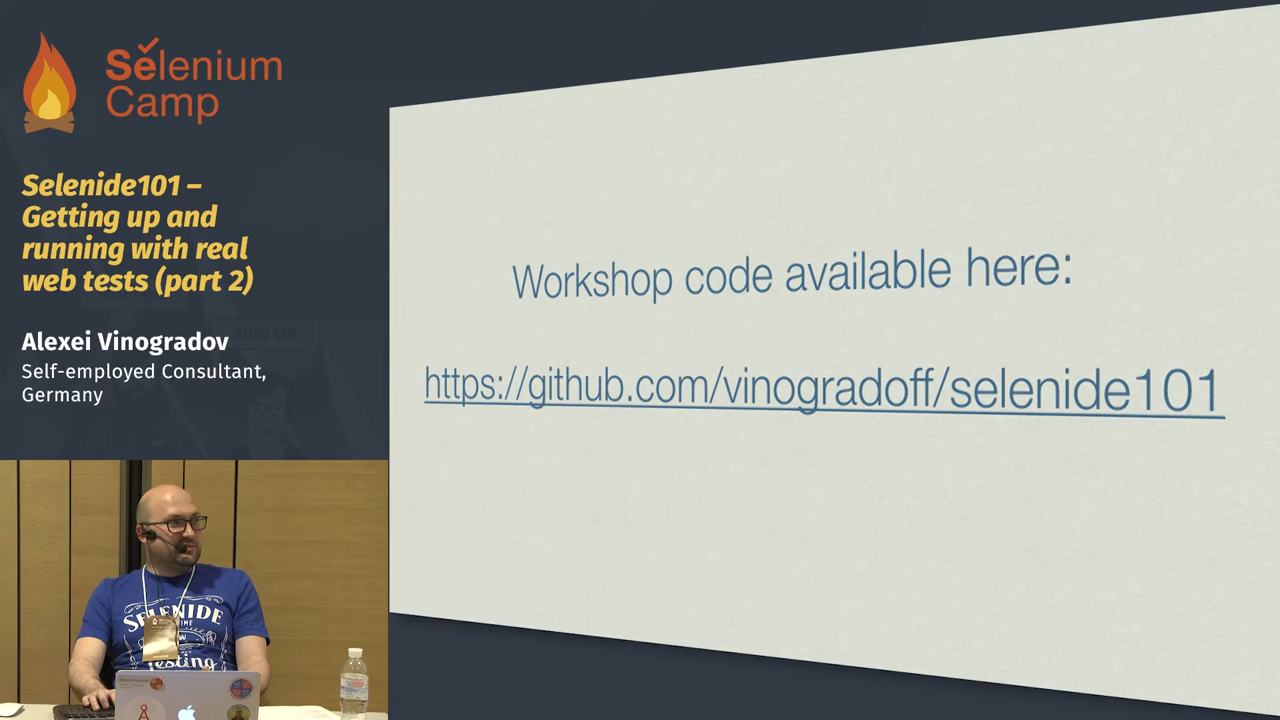 Selenium
Camp
Selenide101 –
Getting up and
running with real
web tests (part 2)
Alexei Vinogradov
Self-employed Consultant,
Germany
Workshop code available here:
https://github.com/vinogradoff/selenide101
SELENIDE
TIME
Testing